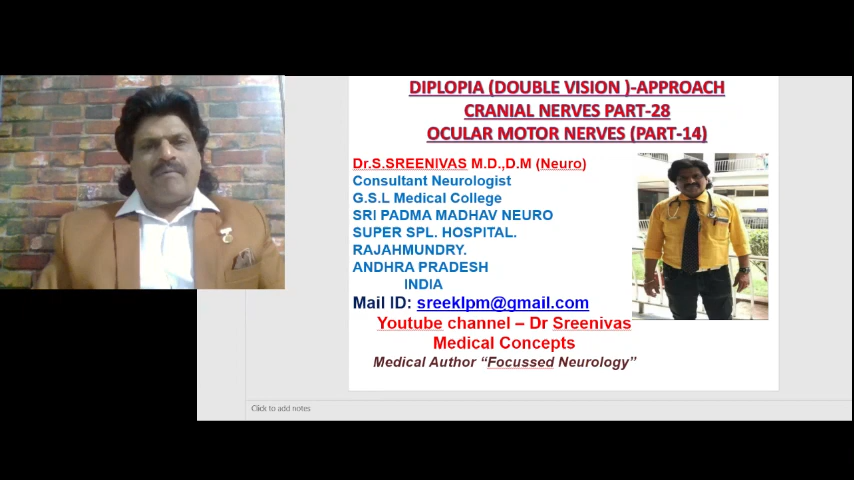 DIPLOPIA (DOUBLE VISION )-APPROACH
CRANIAL NERVES PART-28
OCULAR MOTOR NERVES (PART-14)
Dr.S.SREENIVAS M.D.,D.M (Neuro)
Consultant Neurologist
G.S.L Medical College
SRI PADMA MADHAV NEURO
SUPER SPL. HOSPITAL.
RAJAHMUNDRY.
ANDHRA PRADESH
INDIA
Mail ID: sreeklpm@gmail.com
Youtube channel – Dr Sreenivas
Medical Concepts
Medical Author “Focussed Neurology”
Click to add notes